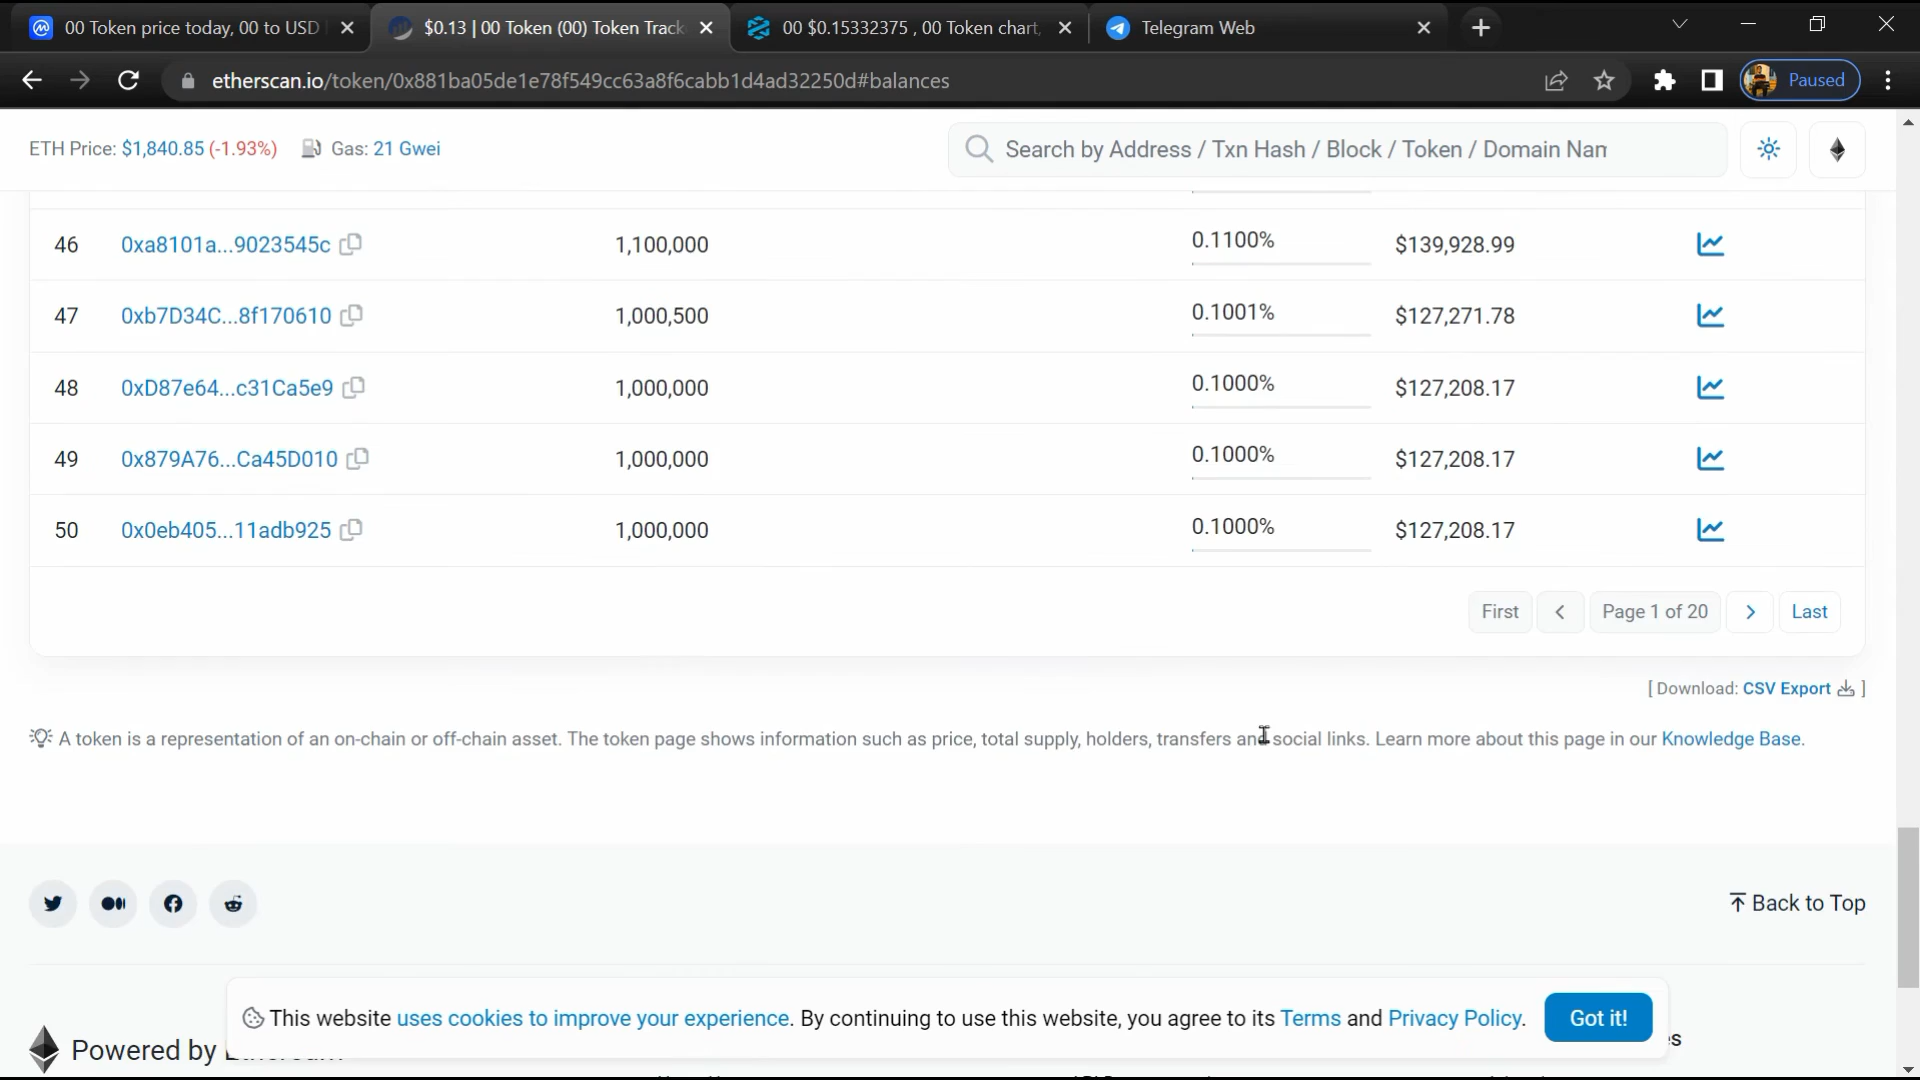 00 Token price today, 00 to USD
$0.13 | 00 Token (00) Token Track
00 $0.15332375 , 00 Token chart,
Telegram Web
etherscan.io/token/0x881ba05de1e78f549cc63a8f6cabb1d4ad32250d#balances
Paused
ETH Price: $1,840.85 (-1.93%) Gas: 21 Gwei
Search by Address / Txn Hash / Block / Token / Domain Nam
46 0xa8101a...9023545c 1,100,000 0.1100% $139,928.99
47 0xb7D34C...8f170610 1,000,500 0.1001% $127,271.78
48 0xD87e64...c31Ca5e9 1,000,000 0.1000% $127,208.17
49 0x879A76...Ca45D010 1,000,000 0.1000% $127,208.17
50 0x0eb405...11adb925 1,000,000 0.1000% $127,208.17
First Page 1 of 20 Last
[ Download: CSV Export ]
A token is a representation of an on-chain or off-chain asset. The token page shows information such as price, total supply, holders, transfers and social links. Learn more about this page in our Knowledge Base.
Back to Top
This website uses cookies to improve your experience. By continuing to use this website, you agree to its Terms and Privacy Policy.
Got it!
Powered by